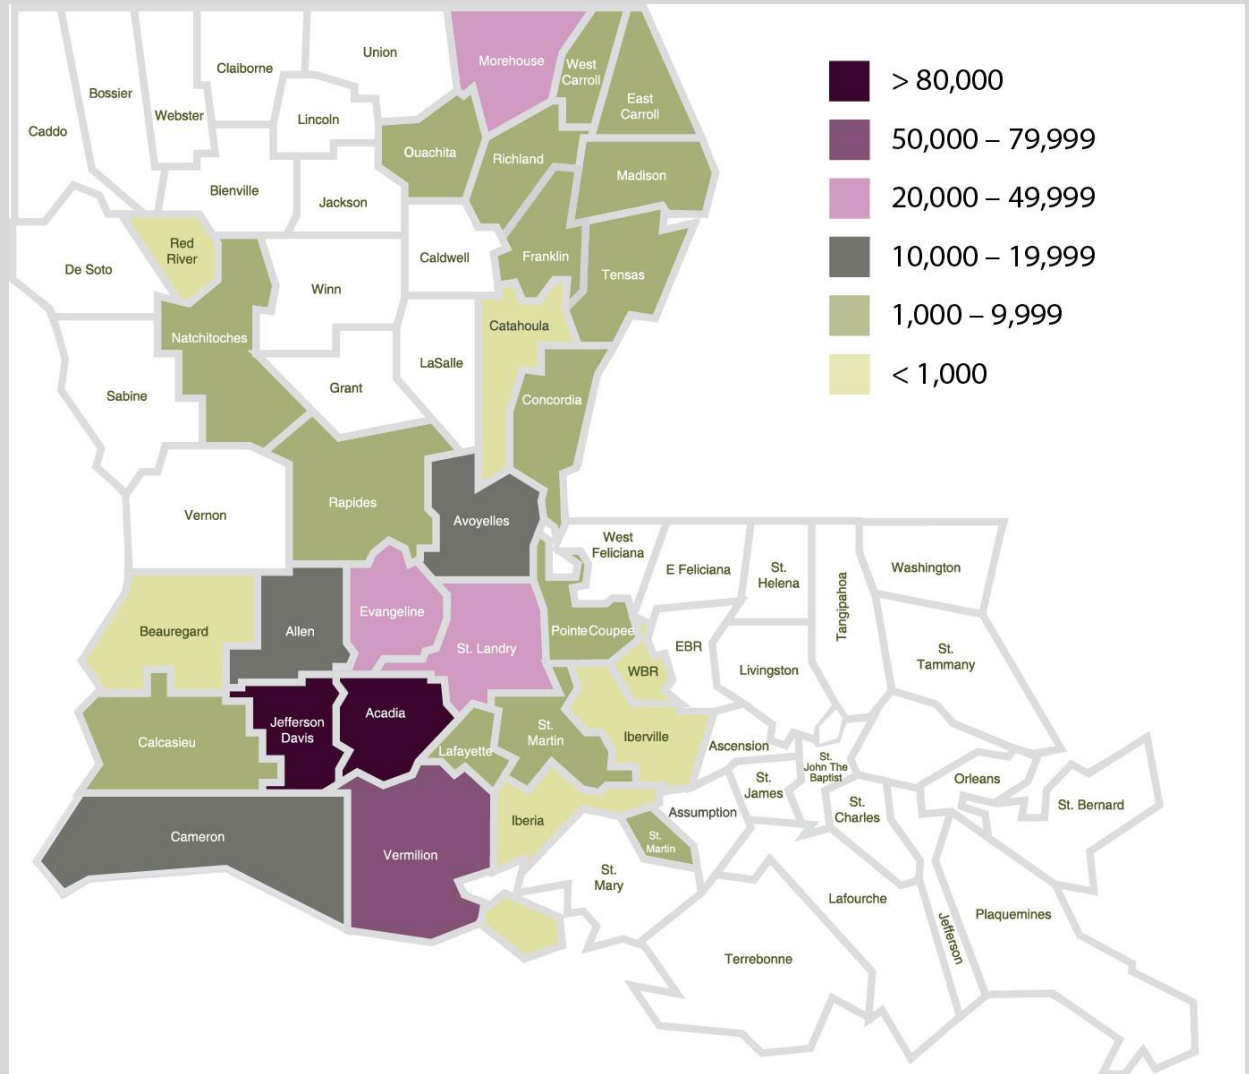 Union
Morehouse
West
Carroll
Claiborne
Bossier
East
Carroll
Webster
Lincoln
Caddo
Ouachita
Richland
Madison
Bienville
Jackson
Red
River
Caldwell
Franklin
De Soto
Tensas
Winn
Catahoula
Natchitoches
LaSalle
Grant
Sabine
Concordia
Rapides
Vernon
Avoyelles
West
Feliciana
E Feliciana
St.
Helena
Tangipahoa
Washington
Evangeline
Beauregard
Allen
Pointe Coupee
St. Landry
EBR
WBR
Livingston
St.
Tammany
Acadia
Jefferson
Davis
Calcasieu
Lafayette
St.
Martin
Iberville
Ascension
St.
John The
Baptist
St.
James
Orleans
St. Bernard
St.
Charles
Assumption
Iberia
Cameron
St.
Martin
Vermilion
St.
Mary
Lafourche
Jefferson
Plaquemines
Terrebonne
> 80,000
50,000 – 79,999
20,000 – 49,999
10,000 – 19,999
1,000 – 9,999
< 1,000